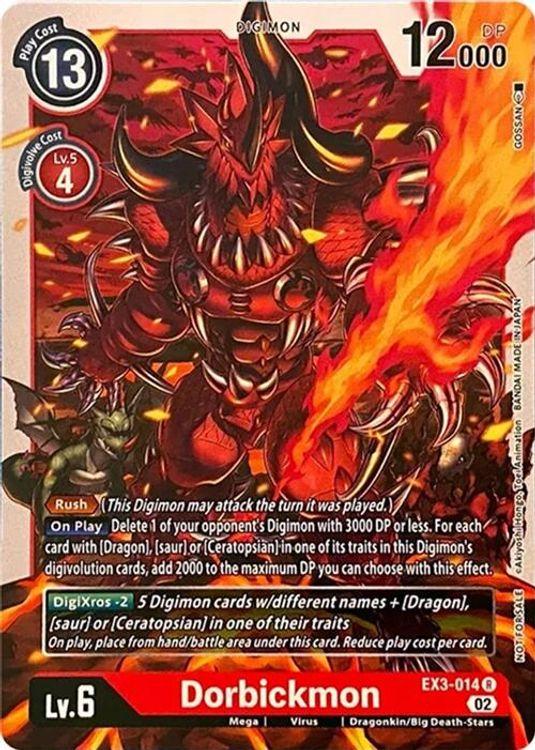 Play Cost
13
DIGIMON
DP
12000
Digivolve Cost
Lv.5
4
GOSSAN
©Akiyoshi Hongo, Toei Animation
BANDAI MADE IN JAPAN
NOT FOR SALE
Rush (This Digimon may attack the turn it was played.)
On Play Delete 1 of your opponent's Digimon with 3000 DP or less. For each
card with [Dragon], [saur] or [Ceratopsian] in one of its traits in this Digimon's
digivolution cards, add 2000 to the maximum DP you can choose with this effect.
DigiXros -2 5 Digimon cards w/different names + [Dragon],
[saur] or [Ceratopsian] in one of their traits
On play, place from hand/battle area under this card. Reduce play cost per card.
Lv.6
Dorbickmon
EX3-014 R
02
Mega | Virus | Dragonkin/Big Death-Stars